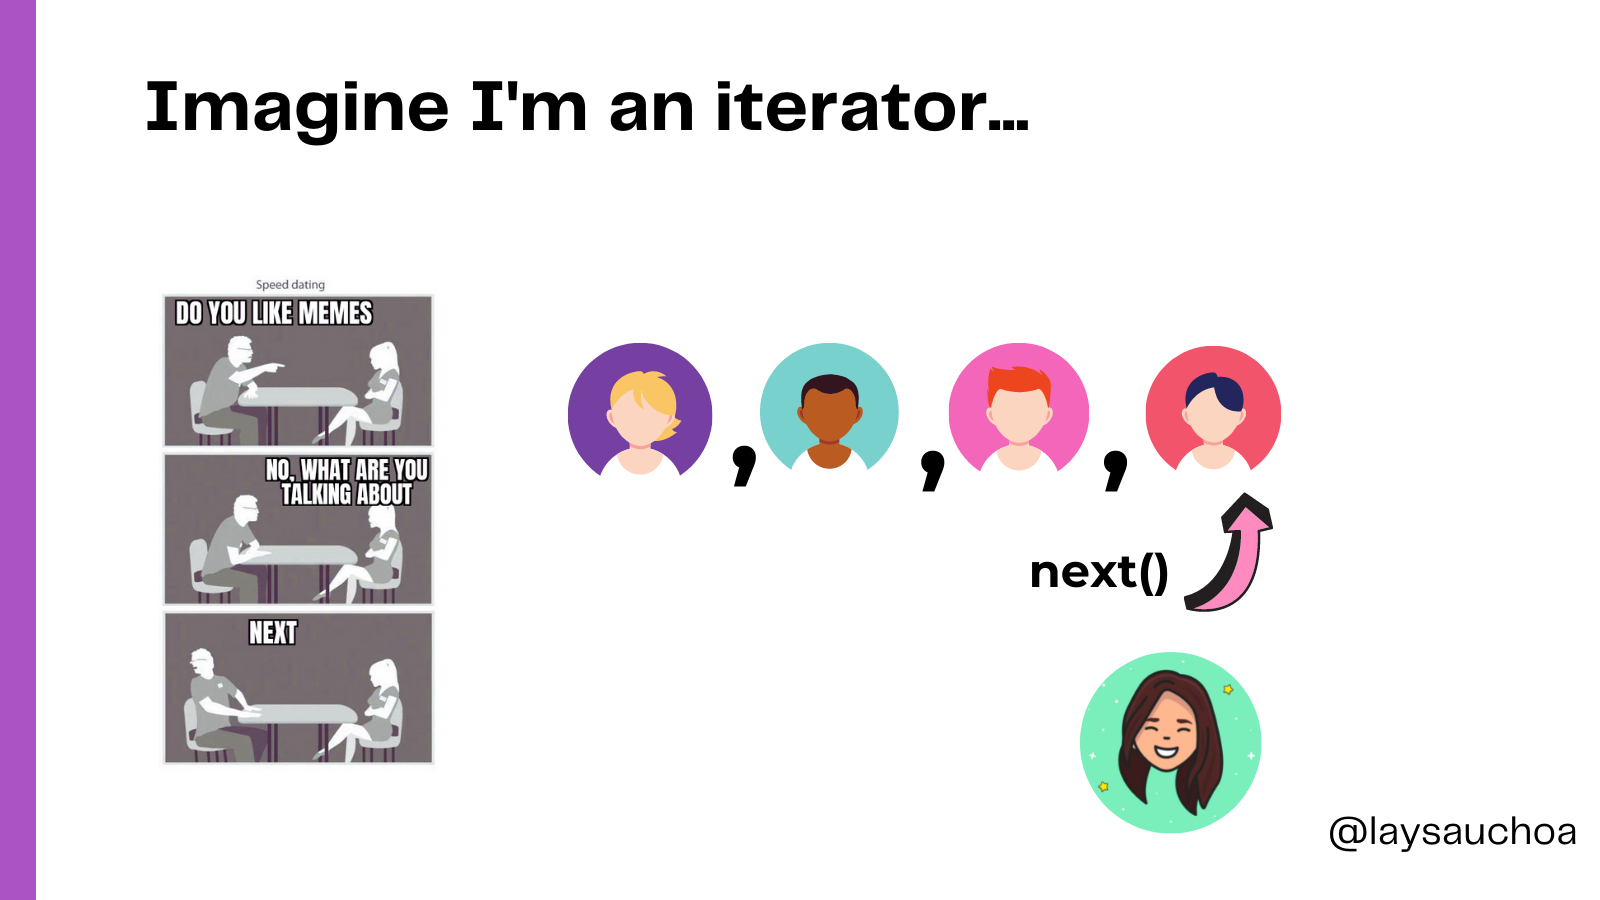 Imagine I'm an iterator...
Speed dating
DO YOU LIKE MEMES
NO, WHAT ARE YOU
TALKING ABOUT
NEXT
, , ,
next()
@laysauchoa